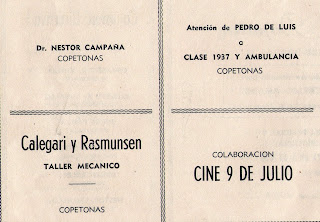 Dr. NESTOR CAMPAÑA
COPETONAS
Atención de PEDRO DE LUIS
a
CLASE 1937 Y AMBULANCIA
COPETONAS
Calegari y Rasmunsen
TALLER MECANICO
COPETONAS
COLABORACION
CINE 9 DE JULIO